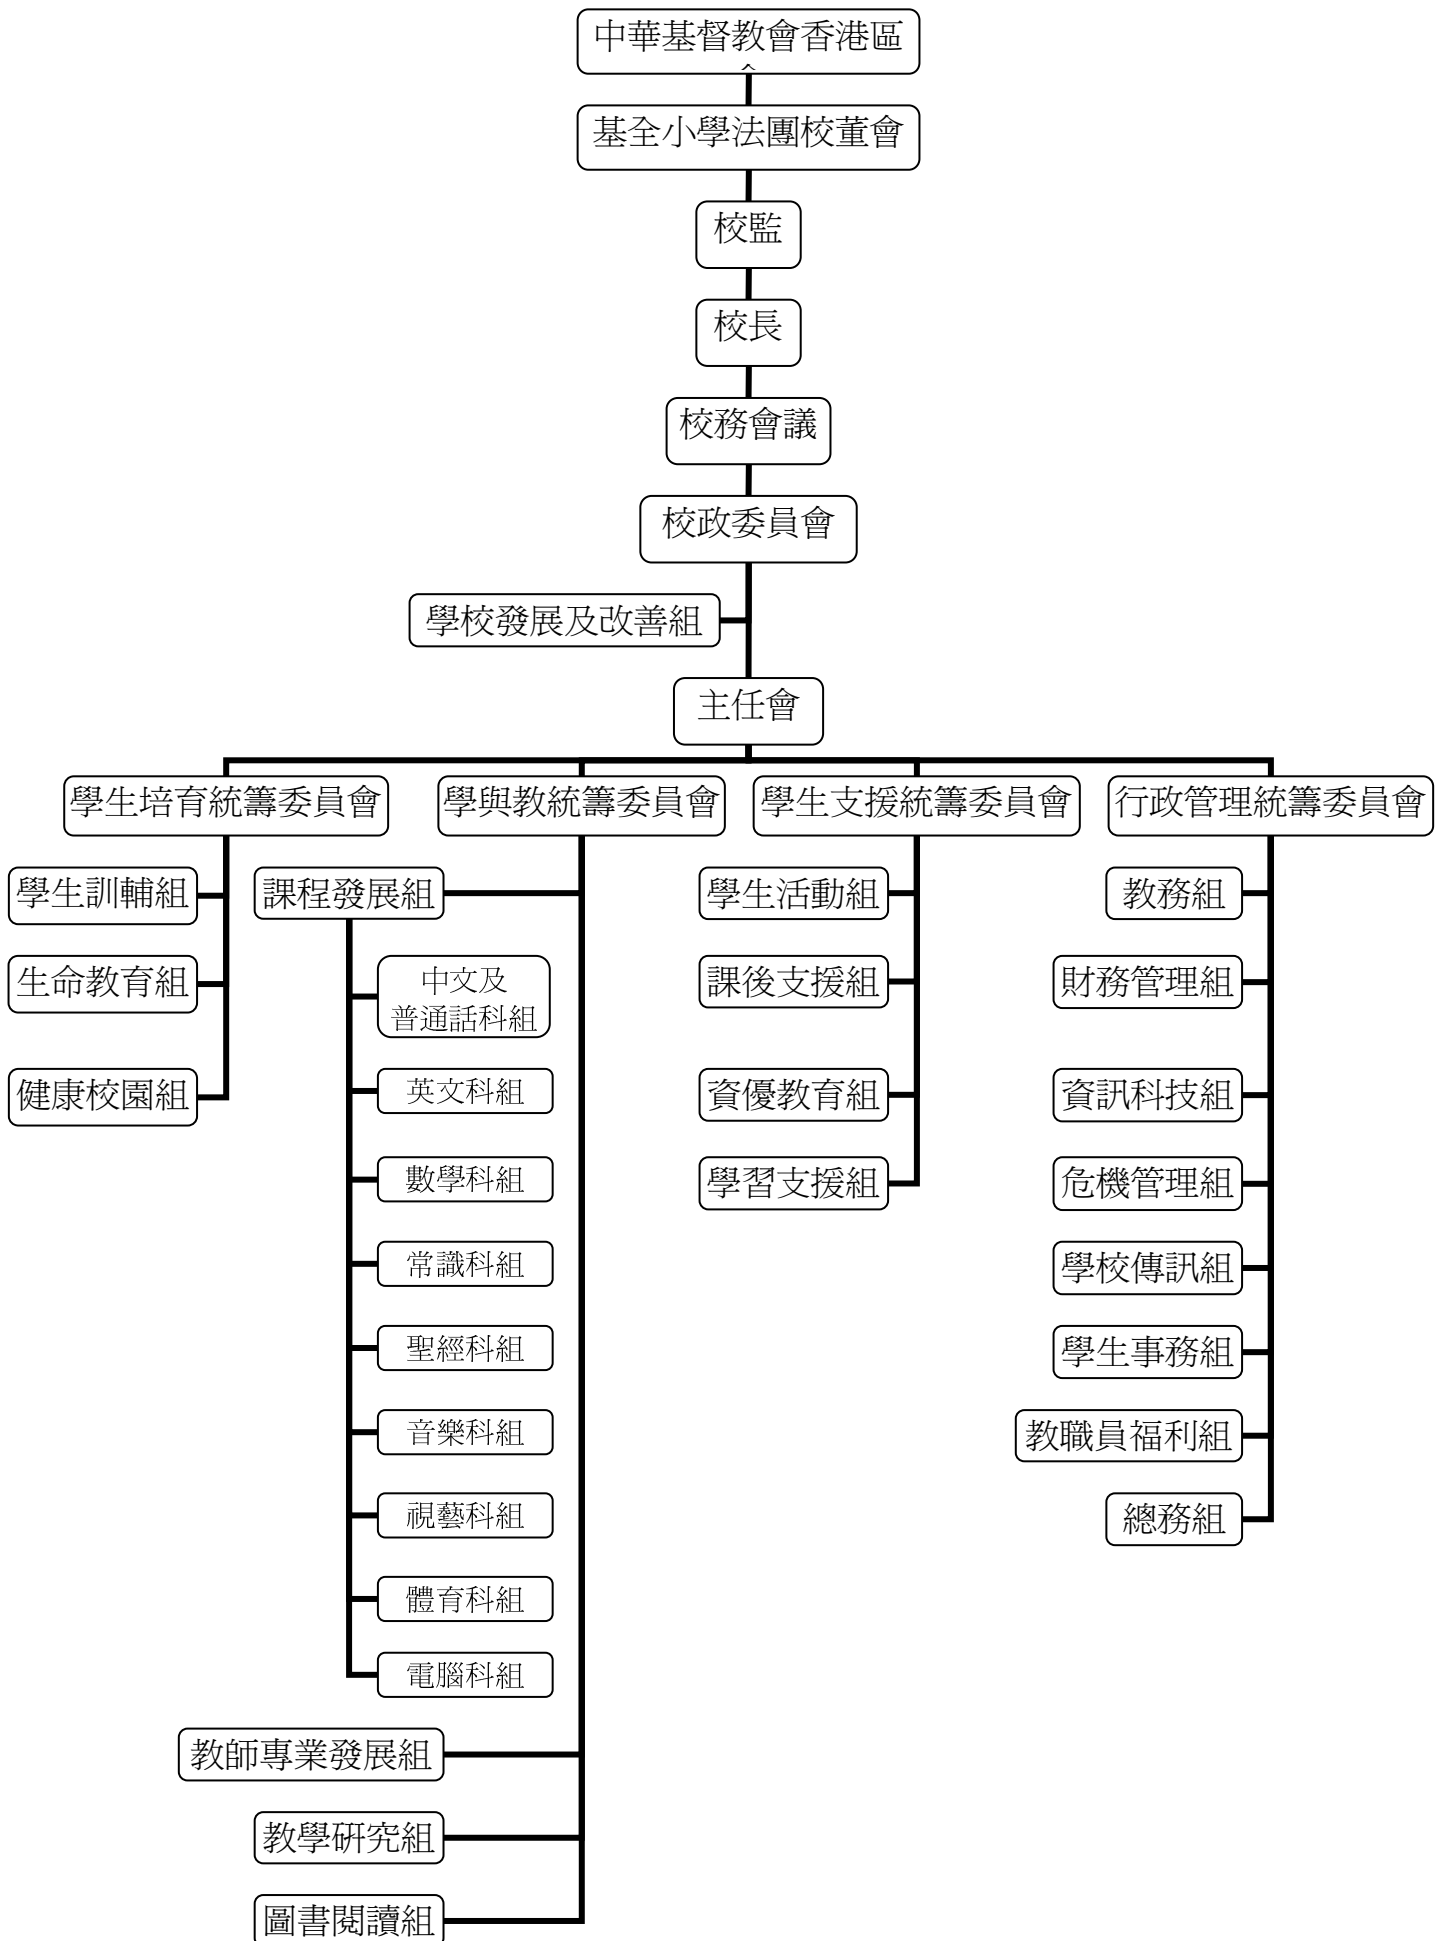 中華基督教會香港區
基全小學法團校董會
校監
校長
校務會議
校政委員會
學校發展及改善組
主任會
學生培育統籌委員會
學與教統籌委員會
學生支援統籌委員會
行政管理統籌委員會
學生訓輔組
生命教育組
健康校園組
課程發展組
中文及
普通話科組
英文科組
數學科組
常識科組
聖經科組
音樂科組
視藝科組
體育科組
電腦科組
教師專業發展組
教學研究組
圖書閱讀組
學生活動組
課後支援組
資優教育組
學習支援組
教務組
財務管理組
資訊科技組
危機管理組
學校傳訊組
學生事務組
教職員福利組
總務組